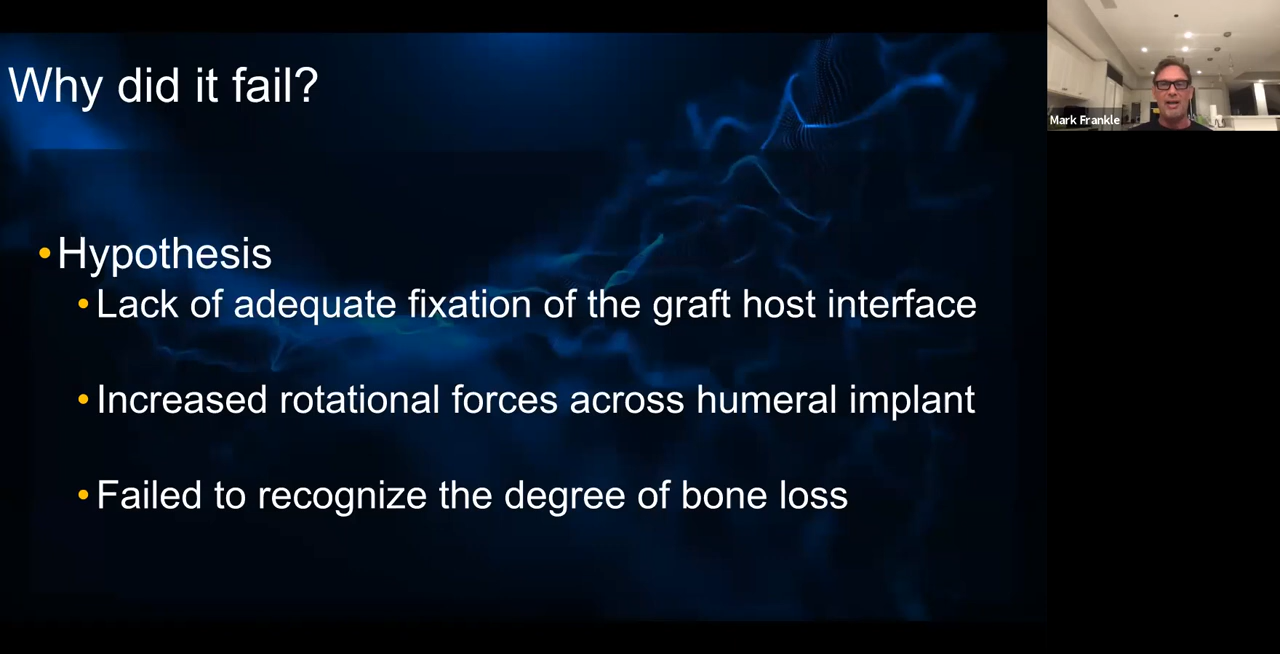 Why did it fail?
•Hypothesis
•Lack of adequate fixation of the graft host interface
•Increased rotational forces across humeral implant
•Failed to recognize the degree of bone loss
Mark Frankle